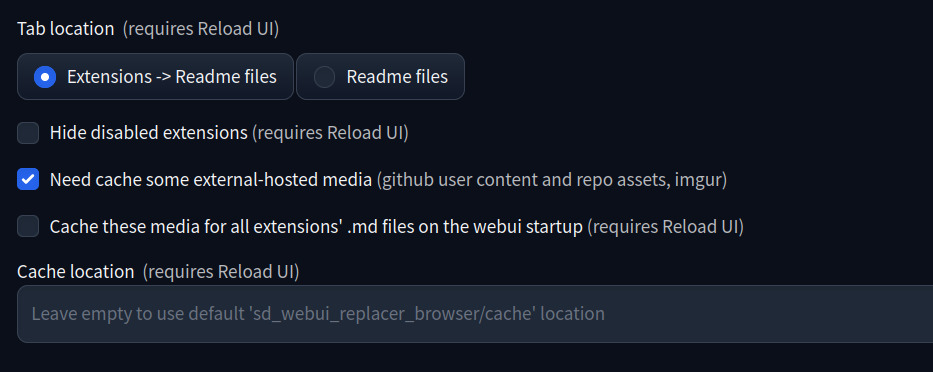 Tab location (requires Reload UI)
Extensions -> Readme files
Readme files
Hide disabled extensions (requires Reload UI)
Need cache some external-hosted media (github user content and repo assets, imgur)
Cache these media for all extensions' .md files on the webui startup (requires Reload UI)
Cache location (requires Reload UI)
Leave empty to use default 'sd_webui_replacer_browser/cache' location